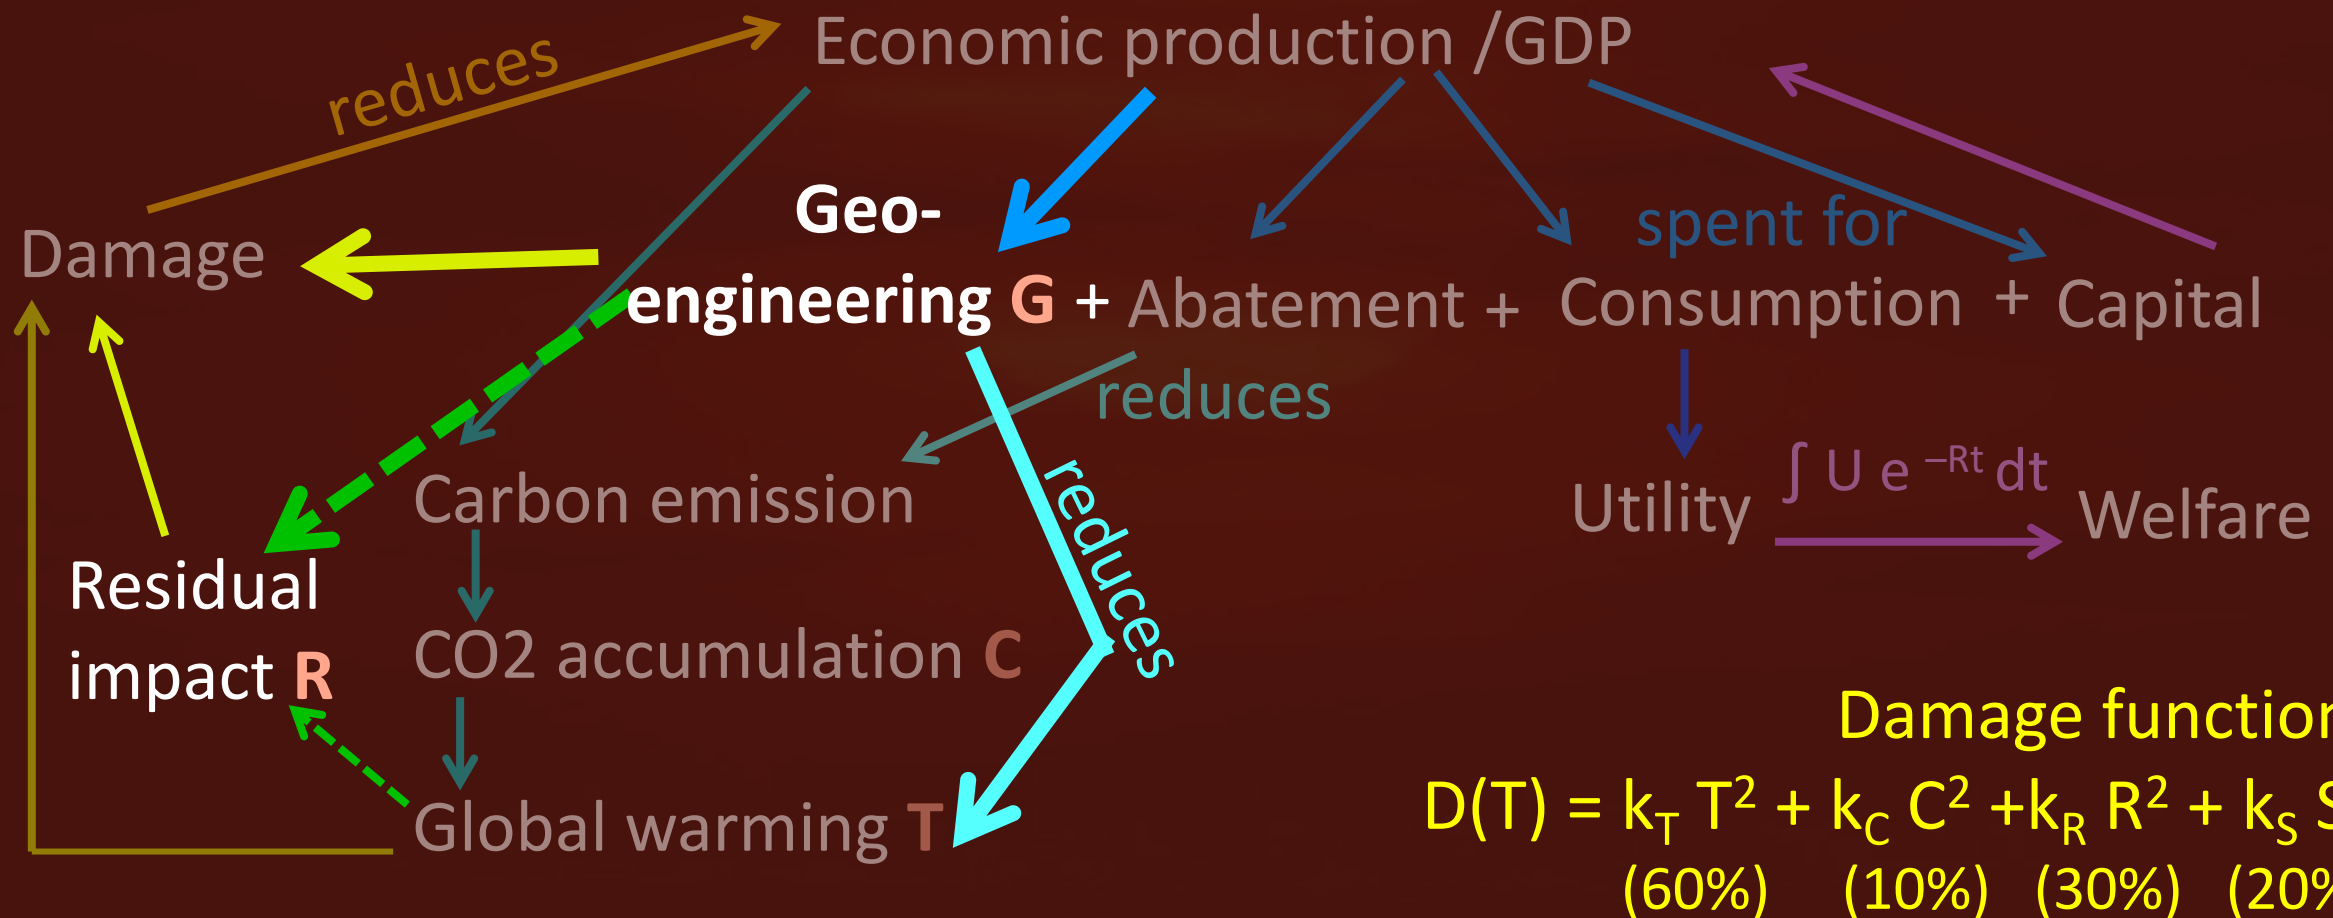 Economic production /GDP
reduces
Geo-
spent for
Damage
engineering G + Abatement + Consumption + Capital
reduces
∫ U e –Rt dt
Carbon emission
reduces
Utility
Welfare
Residual
impact R
CO2 accumulation C
Damage function
D(T) = kT T² + kC C² +kR R² + kS S
Global warming T
(60%) (10%) (30%) (20%